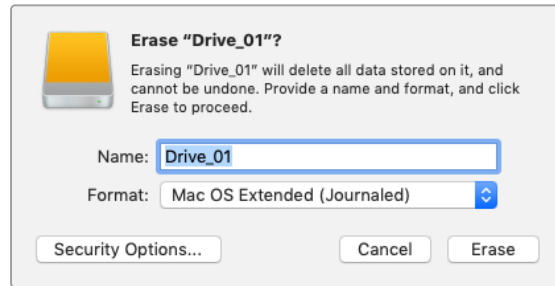 Erase “Drive_01”?
Erasing “Drive_01” will delete all data stored on it, and
cannot be undone. Provide a name and format, and click
Erase to proceed.
Name: Drive_01
Format: Mac OS Extended (Journaled)
Security Options... Cancel Erase